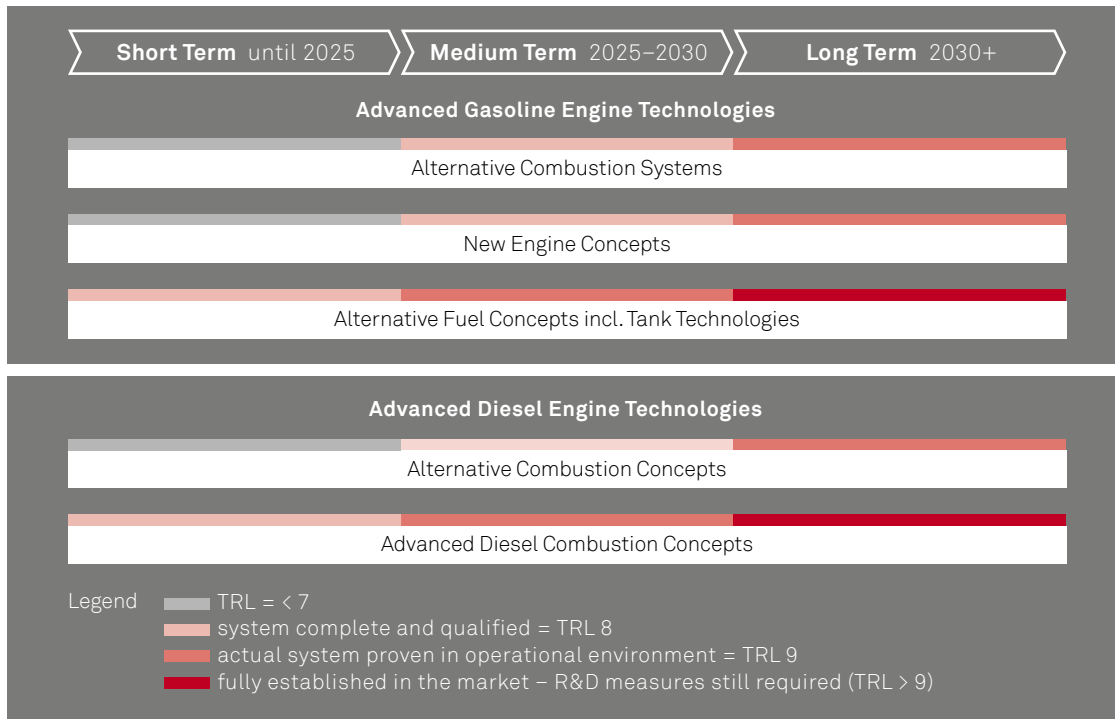 Short Term until 2025
Medium Term 2025–2030
Long Term 2030+
Advanced Gasoline Engine Technologies
Alternative Combustion Systems
New Engine Concepts
Alternative Fuel Concepts incl. Tank Technologies
Advanced Diesel Engine Technologies
Alternative Combustion Concepts
Advanced Diesel Combustion Concepts
Legend
TRL = < 7
system complete and qualified = TRL 8
actual system proven in operational environment = TRL 9
fully established in the market – R&D measures still required (TRL > 9)